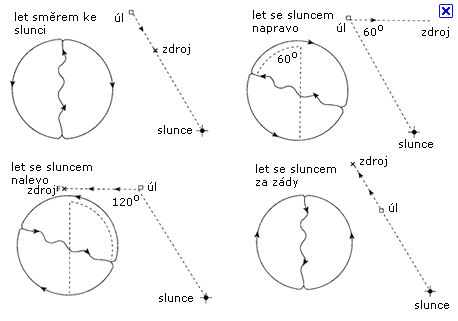 let směrem ke
slunci
úl
zdroj
slunce
60°
let se sluncem
napravo
úl
60°
zdroj
slunce
let se sluncem
nalevo
zdroj
úl
120°
slunce
let se sluncem
za zády
zdroj
úl
slunce